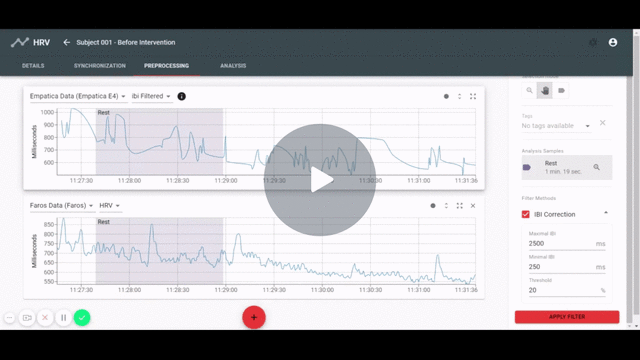 HRV
Subject 001 - Before Intervention
DETAILS
SYNCHRONIZATION
PREPROCESSING
ANALYSIS
Empatica Data (Empatica E4)
Ibi Filtered
Milliseconds
1000
900
800
700
600
Rest
11:27:30
11:28:00
11:28:30
11:29:00
11:29:30
11:30:00
11:30:30
11:31:00
11:31:36
Faros Data (Faros)
HRV
Milliseconds
850
800
750
700
650
600
550
Rest
11:27:30
11:28:00
11:28:30
11:29:00
11:29:30
11:30:00
11:30:30
11:31:00
11:31:36
Tags
No tags available
Analysis Samples
Rest
1 min. 19 sec.
Filter Methods
IBI Correction
Maximal IBI
2500 ms
Minimal IBI
250 ms
Threshold
20 %
APPLY FILTER